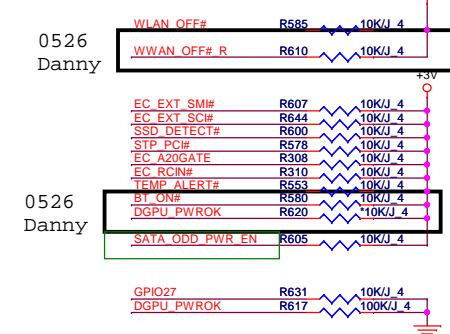 WLAN_OFF# R585 10K/J_4
0526
Danny
WWAN_OFF#_R R610 10K/J_4
+3V
EC_EXT_SMI# R607 10K/J_4
EC_EXT_SCI# R644 10K/J_4
SSD_DETECT# R600 10K/J_4
STP_PCI# R578 10K/J_4
EC_A20GATE R308 10K/J_4
EC_RCIN# R310 10K/J_4
TEMP_ALERT# R553 10K/J_4
0526
Danny
BT_ON# R580 10K/J_4
DGPU_PWROK R620 *10K/J_4
SATA_ODD_PWR_EN R605 10K/J_4
GPIO27 R631 10K/J_4
DGPU_PWROK R617 100K/J_4